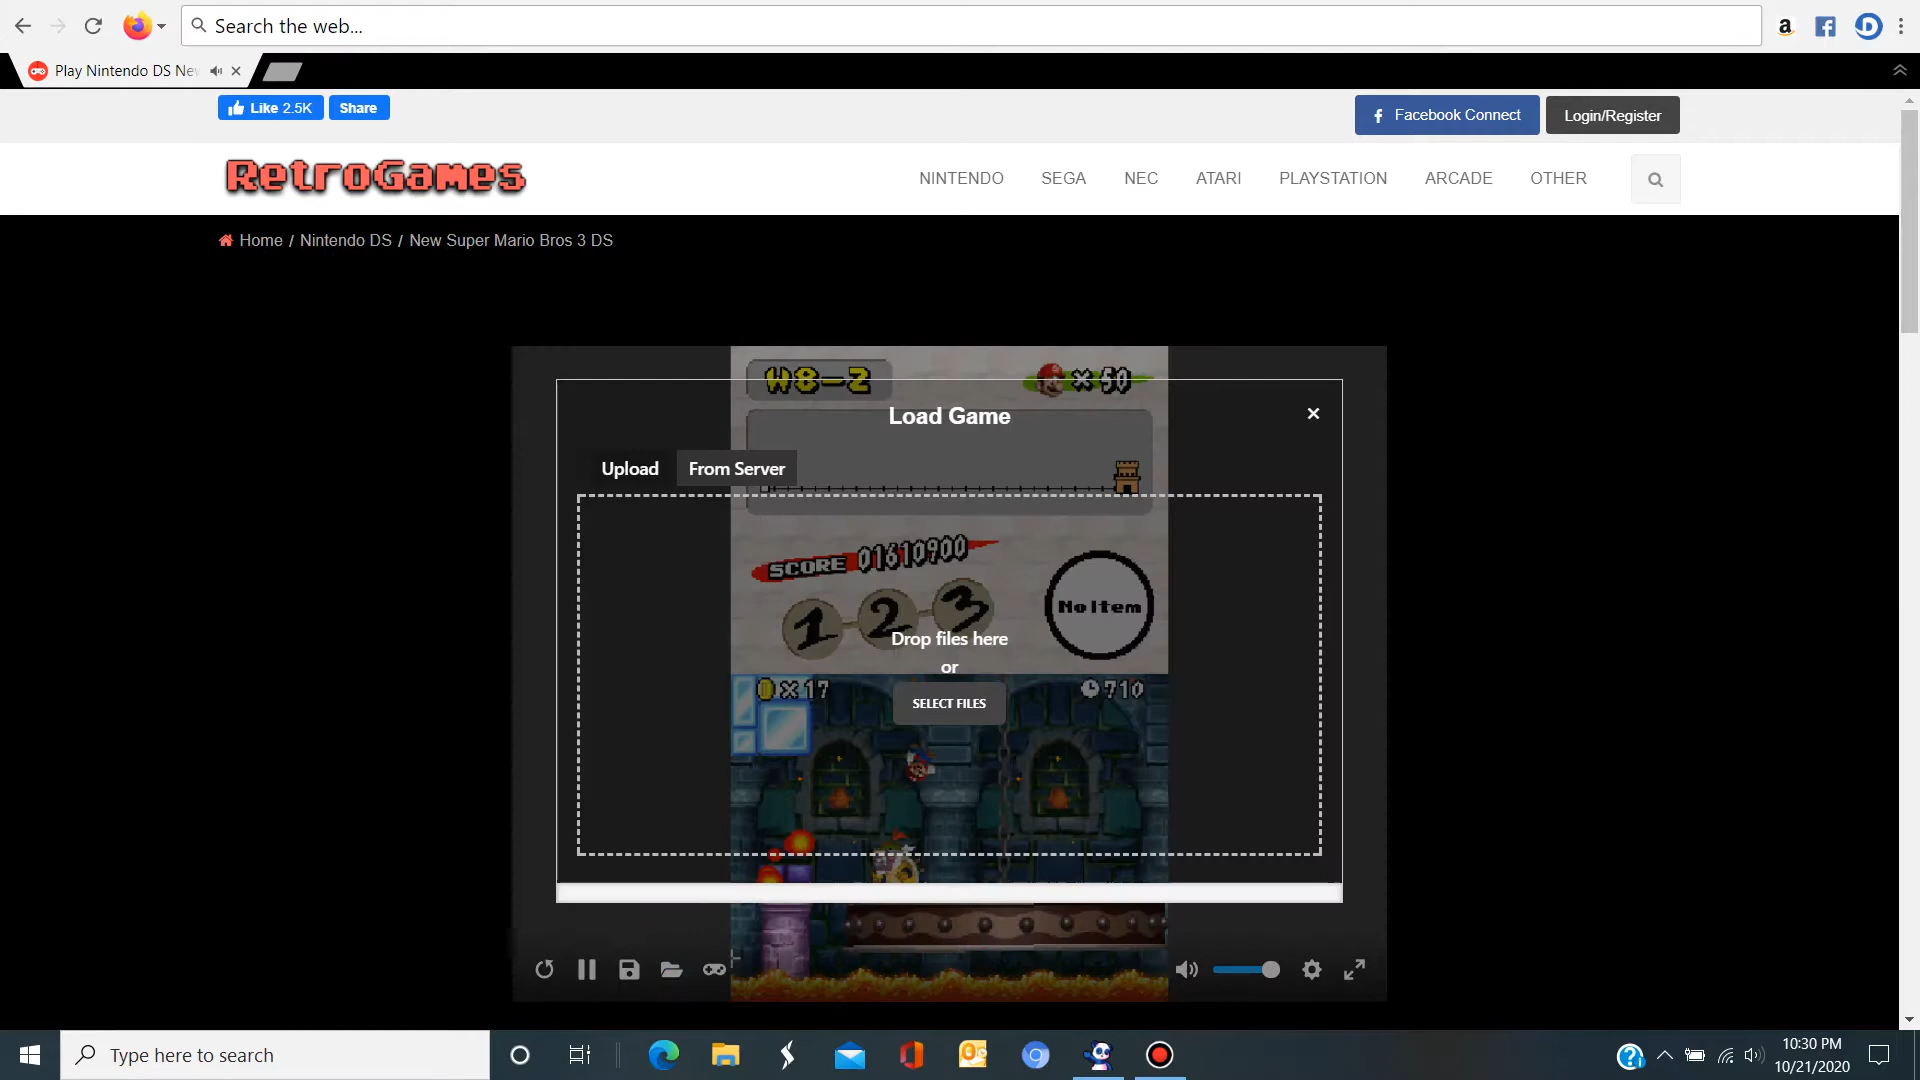 Search the web...
Play Nintendo DS Ne
Like 2.5K Share
Facebook Connect Login/Register
RetroGames
NINTENDO SEGA NEC ATARI PLAYSTATION ARCADE OTHER
Home / Nintendo DS / New Super Mario Bros 3 DS
W8-2 × 50
Load Game
Upload From Server
SCORE 01610900
1 2 3
No Item
Drop files here
or
SELECT FILES
×17 710
Type here to search
10:30 PM
10/21/2020